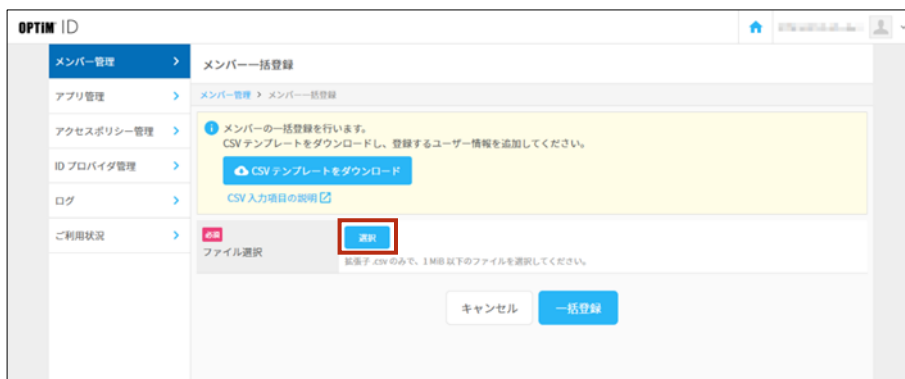 OPTiM ID
メンバー管理
メンバー一括登録
アプリ管理
メンバー管理 > メンバー一括登録
アクセスポリシー管理
メンバーの一括登録を行います。
CSV テンプレートをダウンロードし、登録するユーザー情報を追加してください。
ID プロバイダ管理
CSV テンプレートをダウンロード
ログ
CSV 入力項目の説明
ご利用状況
必須
ファイル選択
選択
拡張子 .csv のみで、1 MiB 以下のファイルを選択してください。
キャンセル
一括登録